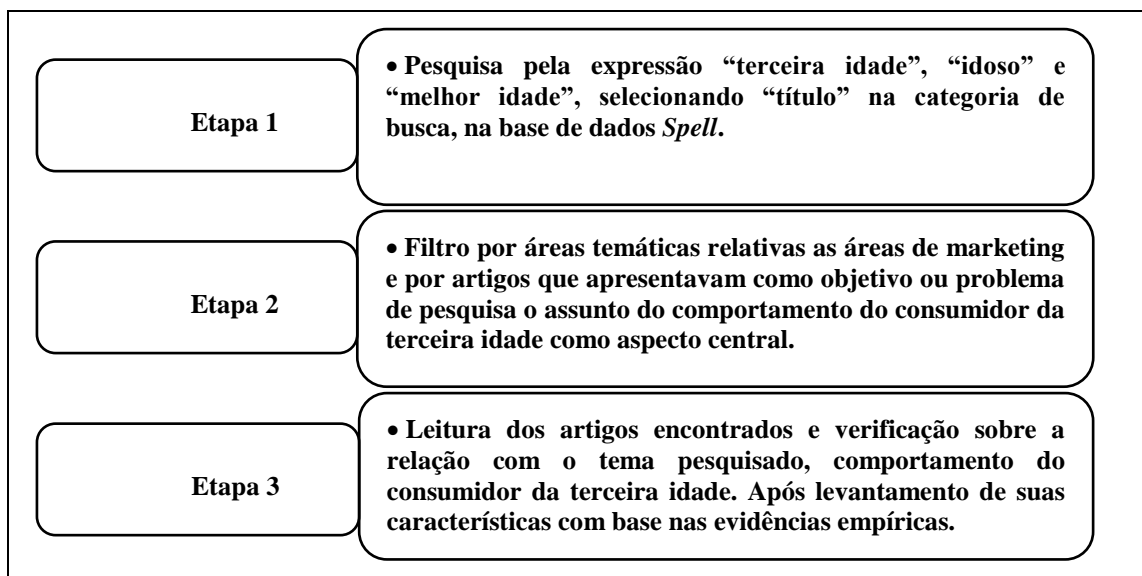 Etapa 1
• Pesquisa pela expressão “terceira idade”, “idoso” e
“melhor idade”, selecionando “título” na categoria de
busca, na base de dados Spell.
Etapa 2
• Filtro por áreas temáticas relativas as áreas de marketing
e por artigos que apresentavam como objetivo ou problema
de pesquisa o assunto do comportamento do consumidor da
terceira idade como aspecto central.
Etapa 3
• Leitura dos artigos encontrados e verificação sobre a
relação com o tema pesquisado, comportamento do
consumidor da terceira idade. Após levantamento de suas
características com base nas evidências empíricas.